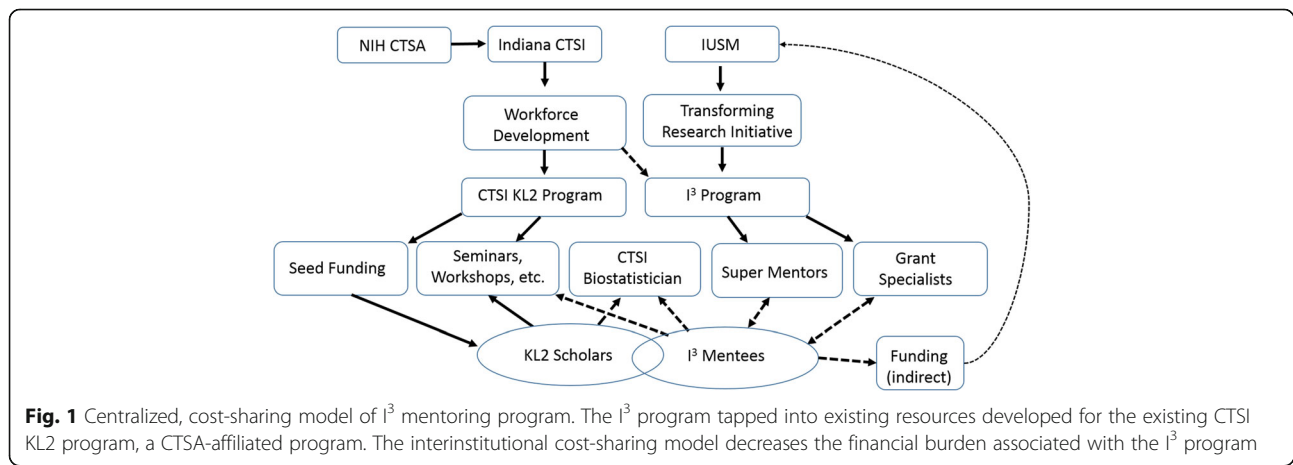 NIH CTSA
Indiana CTSI
IUSM
Workforce
Development
Transforming
Research Initiative
CTSI KL2 Program
I³ Program
Seed Funding
Seminars,
Workshops, etc.
CTSI
Biostatistician
Super Mentors
Grant
Specialists
KL2 Scholars
I³ Mentees
Funding
(indirect)
Fig. 1 Centralized, cost-sharing model of I³ mentoring program. The I³ program tapped into existing resources developed for the existing CTSI
KL2 program, a CTSA-affiliated program. The interinstitutional cost-sharing model decreases the financial burden associated with the I³ program